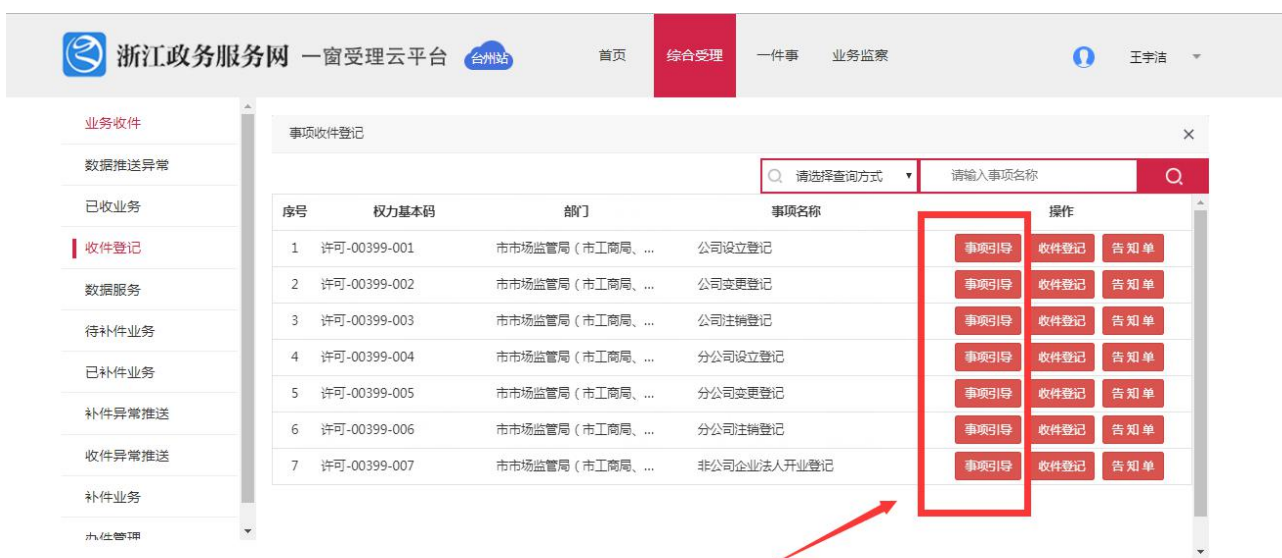 浙江政务服务网 一窗受理云平台 台州站 首页 综合受理 一件事 业务监察 王宇洁
业务收件
数据推送异常
已收业务
收件登记
数据服务
待补件业务
已补件业务
补件异常推送
收件异常推送
补件业务
办件管理
事项收件登记
请选择查询方式 请输入事项名称
序号 权力基本码 部门 事项名称 操作
1 许可-00399-001 市市场监管局(市工商局、... 公司设立登记 事项引导 收件登记 告知单
2 许可-00399-002 市市场监管局(市工商局、... 公司变更登记 事项引导 收件登记 告知单
3 许可-00399-003 市市场监管局(市工商局、... 公司注销登记 事项引导 收件登记 告知单
4 许可-00399-004 市市场监管局(市工商局、... 分公司设立登记 事项引导 收件登记 告知单
5 许可-00399-005 市市场监管局(市工商局、... 分公司变更登记 事项引导 收件登记 告知单
6 许可-00399-006 市市场监管局(市工商局、... 分公司注销登记 事项引导 收件登记 告知单
7 许可-00399-007 市市场监管局(市工商局、... 非公司企业法人开业登记 事项引导 收件登记 告知单